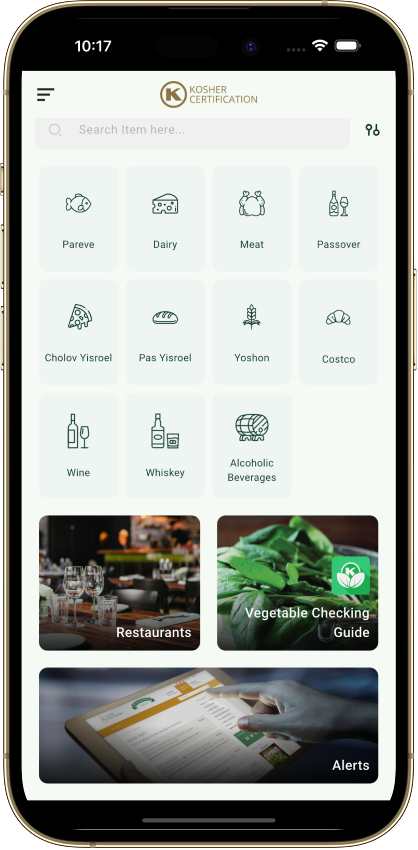 10:17
K
KOSHER
CERTIFICATION
Search Item here...
Pareve
Dairy
Meat
Passover
Cholov Yisroel
Pas Yisroel
Yoshon
Costco
Wine
Whiskey
Alcoholic
Beverages
Restaurants
K
Vegetable Checking
Guide
Alerts